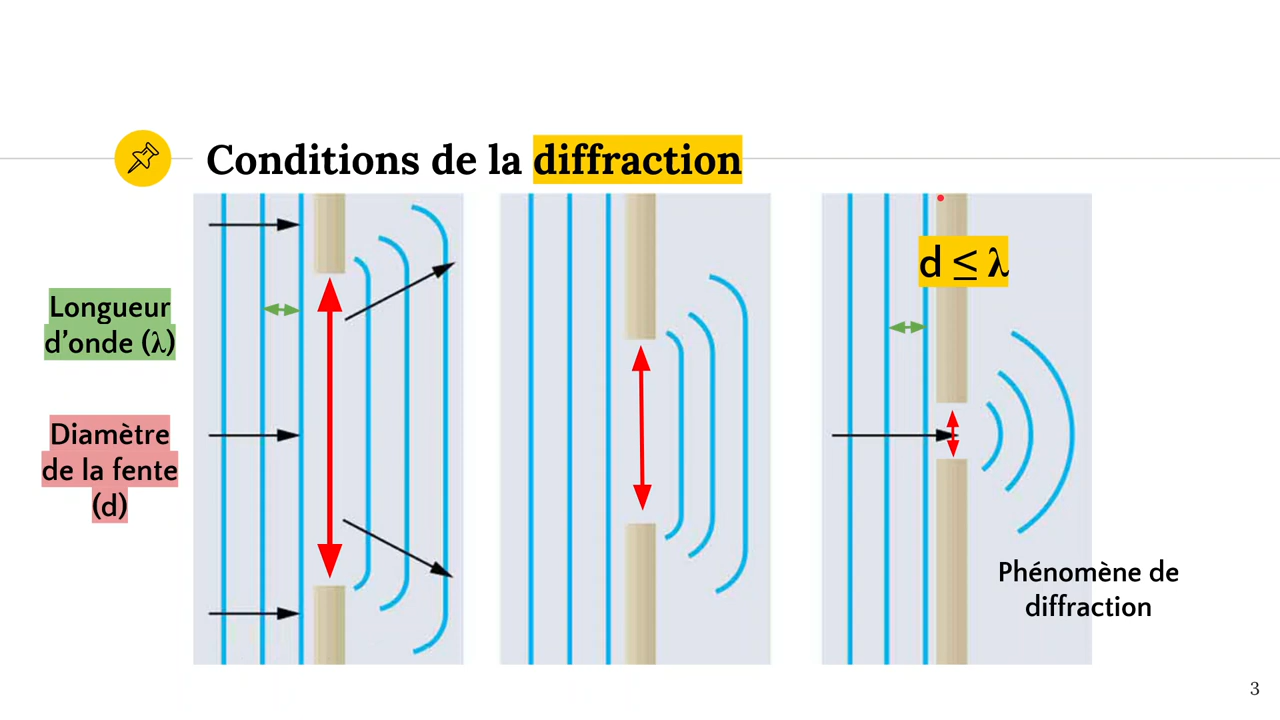 Conditions de la diffraction
Longueur
d’onde (λ)
Diamètre
de la fente
(d)
d ≤ λ
Phénomène de
diffraction
3